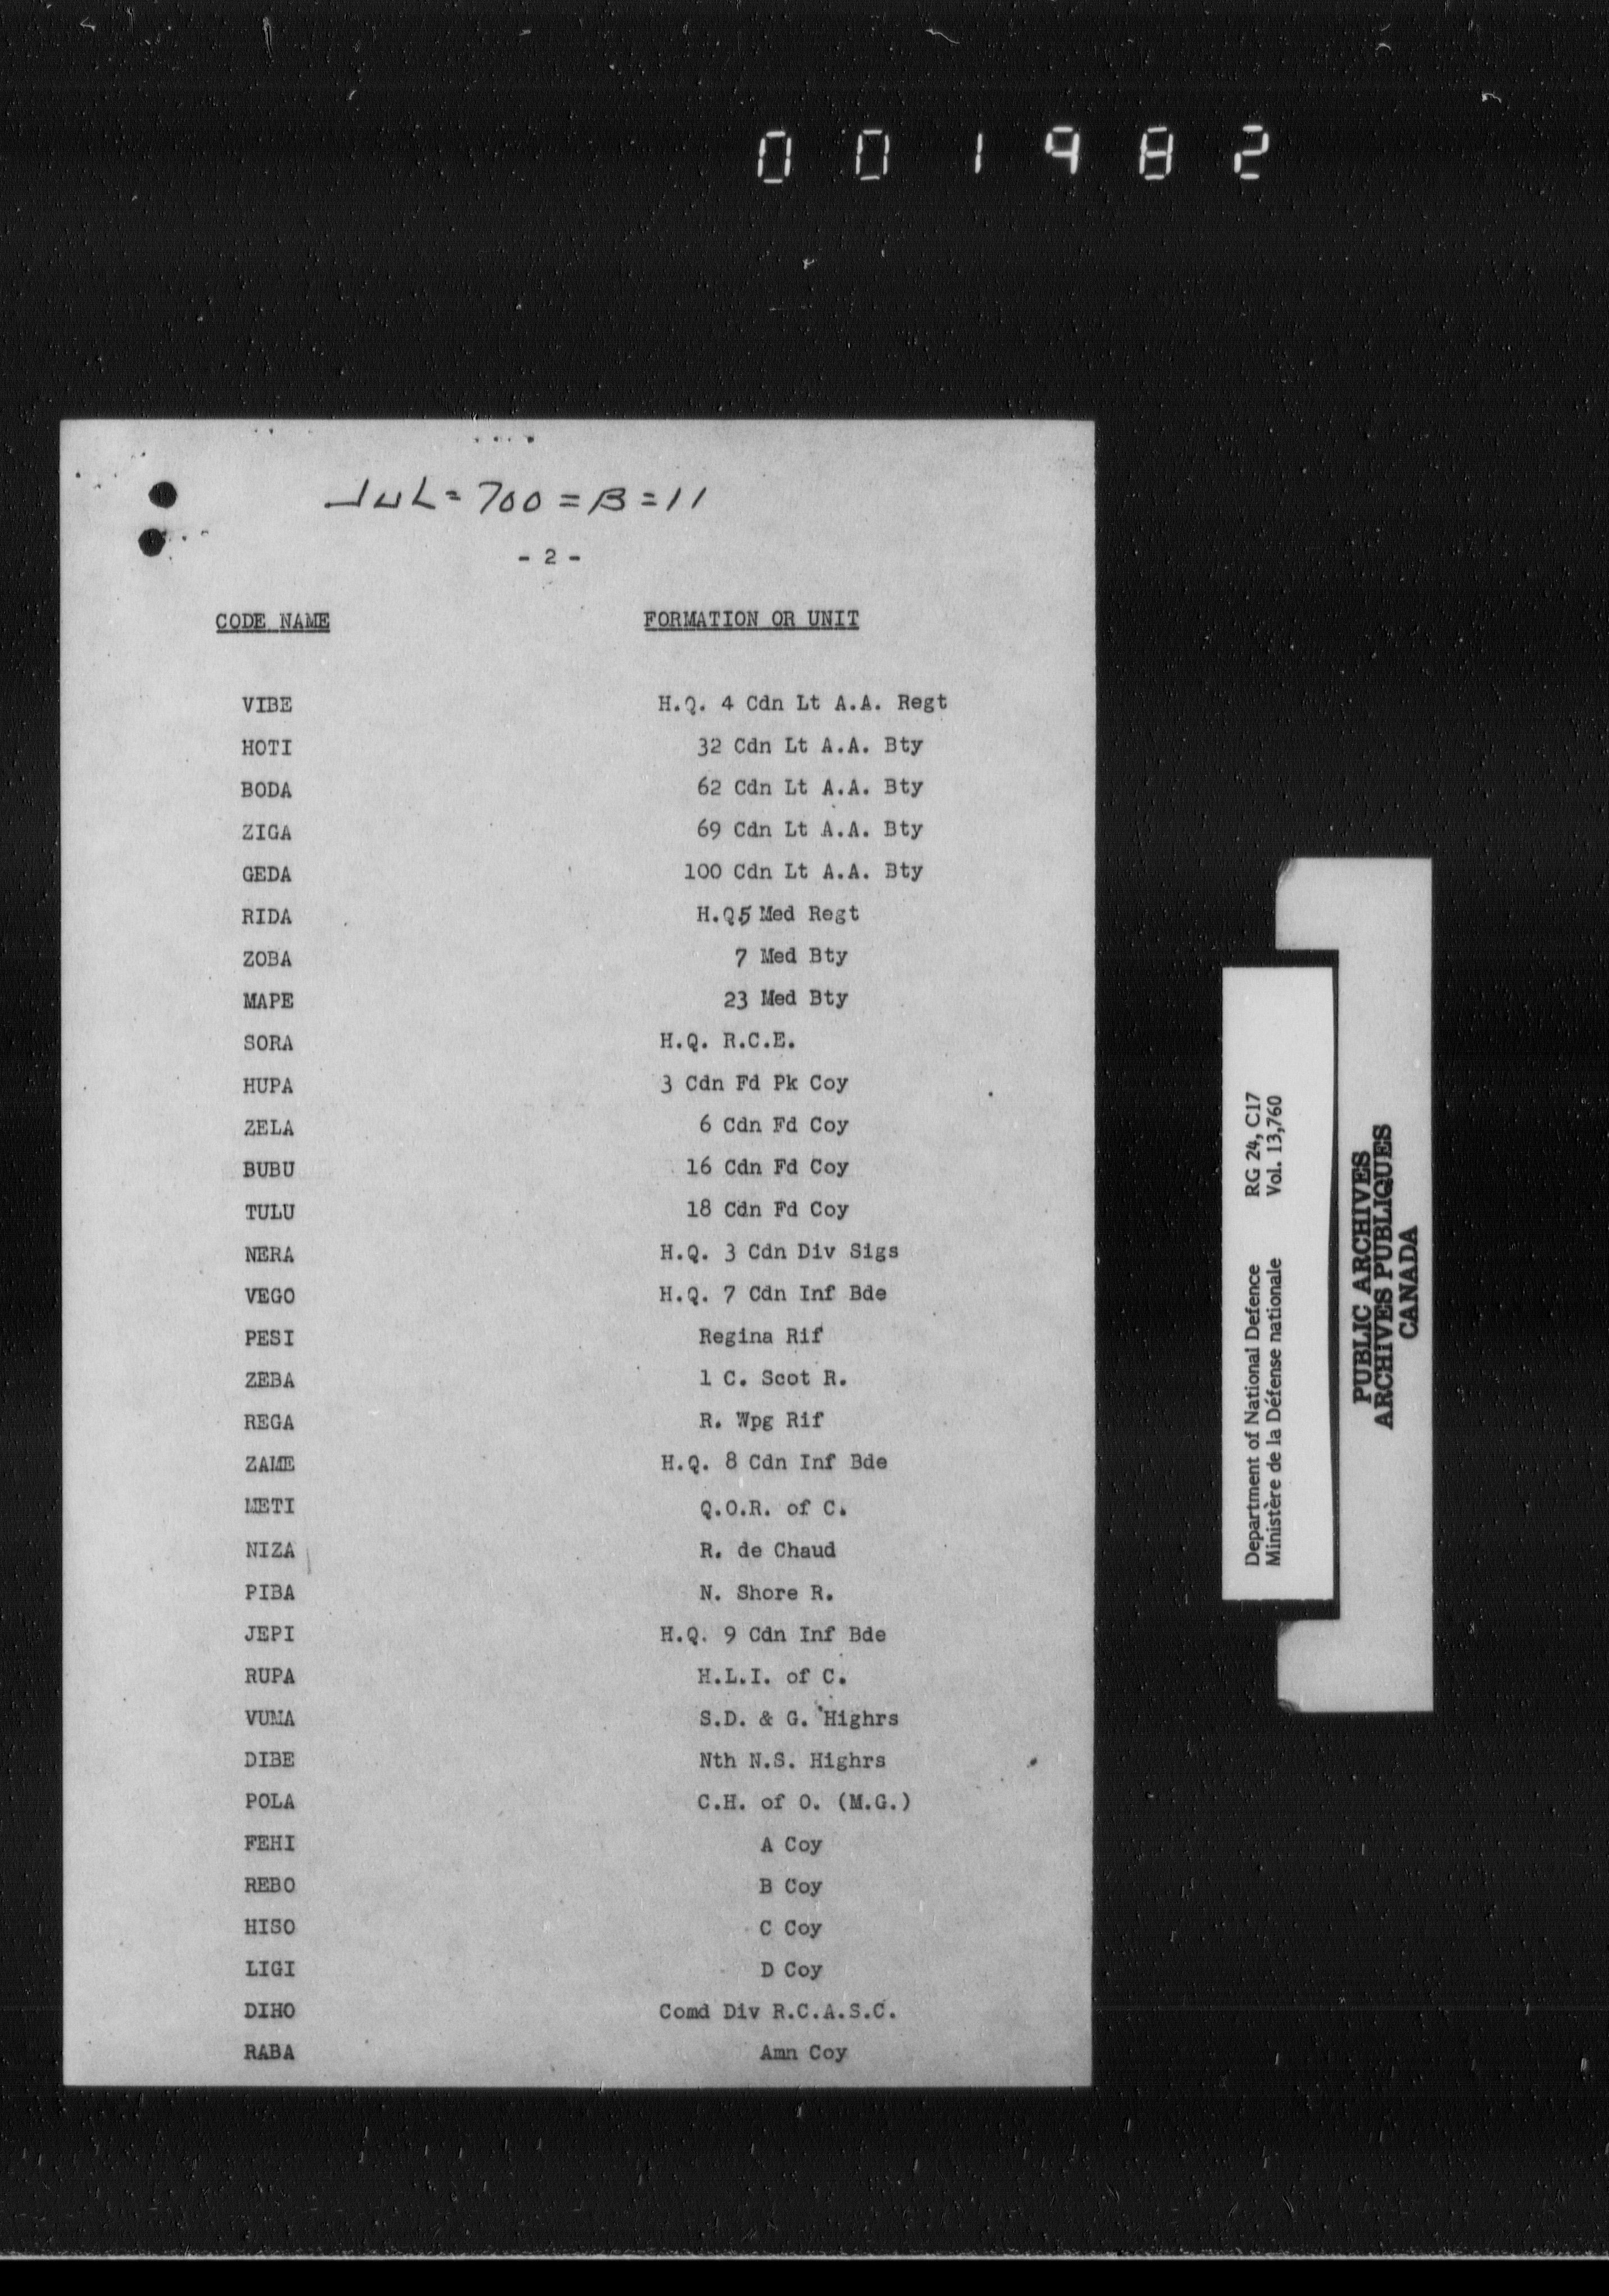 001982
JUL=700=B=11
- 2 -
CODE NAME FORMATION OR UNIT
VIBE H.Q. 4 Cdn Lt A.A. Regt
HOTI 32 Cdn Lt A.A. Bty
BODA 62 Cdn Lt A.A. Bty
ZIGA 69 Cdn Lt A.A. Bty
GEDA 100 Cdn Lt A.A. Bty
RIDA H.Q5 Med Regt
ZOBA 7 Med Bty
MAPE 23 Med Bty
SORA H.Q. R.C.E.
HUPA 3 Cdn Fd Pk Coy
ZELA 6 Cdn Fd Coy
BUBU 16 Cdn Fd Coy
TULU 18 Cdn Fd Coy
NERA H.Q. 3 Cdn Div Sigs
VEGO H.Q. 7 Cdn Inf Bde
PESI Regina Rif
ZEBA 1 C. Scot R.
REGA R. Wpg Rif
ZAME H.Q. 8 Cdn Inf Bde
METI Q.O.R. of C.
NIZA R. de Chaud
PIBA N. Shore R.
JEPI H.Q. 9 Cdn Inf Bde
RUPA H.L.I. of C.
VUMA S.D. & G. Highrs
DIBE Nth N.S. Highrs
POLA C.H. of O. (M.G.)
FEHI A Coy
REBO B Coy
HISO C Coy
LIGI D Coy
DIHO Comd Div R.C.A.S.C.
RABA Amn Coy
Department of National Defence RG 24, C17
Ministère de la Défense nationale Vol. 13,760
PUBLIC ARCHIVES
ARCHIVES PUBLIQUES
CANADA